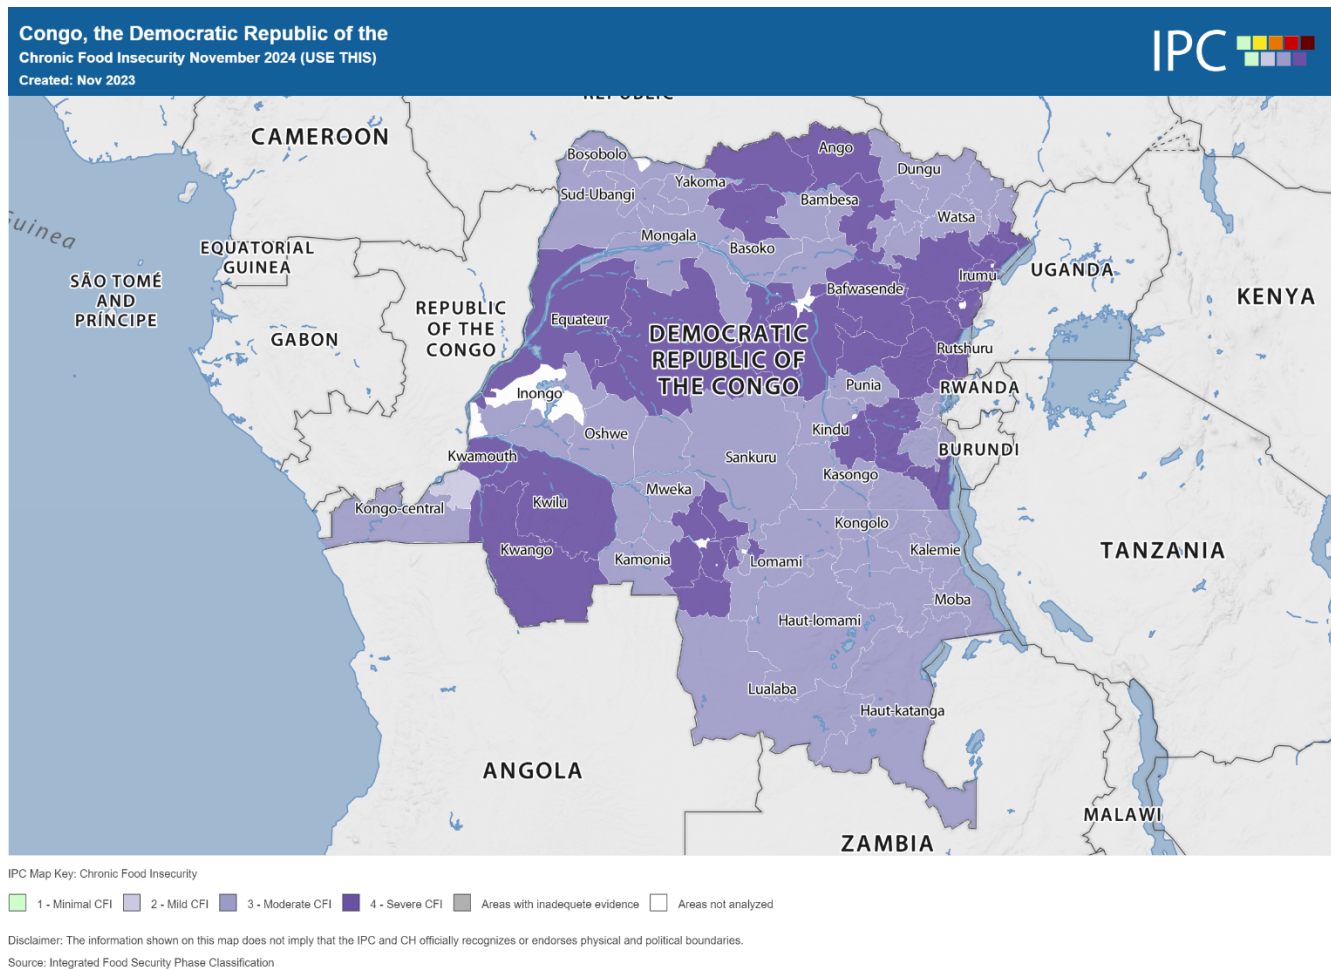 Congo, the Democratic Republic of the
Chronic Food Insecurity November 2024 (USE THIS)
Created: Nov 2023
IPC
REPUBLIC
CAMEROON
Bosobolo
Ango
Dungu
Yakoma
Sud-Ubangi
Bambesa
Watsa
Guinea
Mongala
Basoko
EQUATORIAL
GUINEA
Irumu
UGANDA
SÃO TOMÉ
AND
PRÍNCIPE
Bafwasende
KENYA
REPUBLIC
OF THE
CONGO
Equateur
GABON
DEMOCRATIC
REPUBLIC OF
THE CONGO
Rutshuru
Punia
RWANDA
Inongo
Kindu
Oshwe
BURUNDI
Kwamouth
Sankuru
Kasongo
Mweka
Kwilu
Kongo-central
Kongolo
Kwango
Kalemie
TANZANIA
Kamonia
Lomami
Moba
Haut-lomami
Lualaba
Haut-katanga
ANGOLA
MALAWI
ZAMBIA
IPC Map Key: Chronic Food Insecurity
1 - Minimal CFI 2 - Mild CFI 3 - Moderate CFI 4 - Severe CFI Areas with inadequete evidence Areas not analyzed
Disclaimer: The information shown on this map does not imply that the IPC and CH officially recognizes or endorses physical and political boundaries.
Source: Integrated Food Security Phase Classification